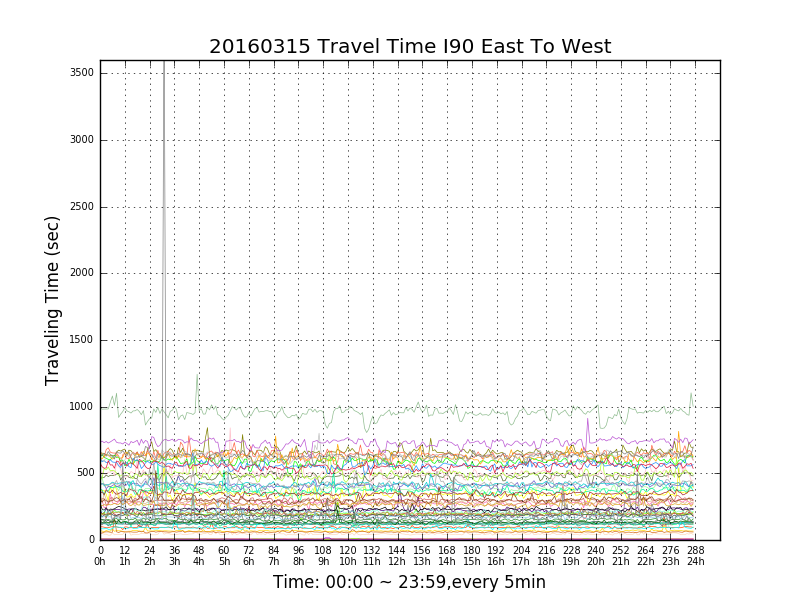 20160315 Travel Time I90 East To West
3500
3000
2500
2000
1500
1000
500
0
Traveling Time (sec)
0 12 24 36 48 60 72 84 96 108 120 132 144 156 168 180 192 204 216 228 240 252 264 276 288
0h 1h 2h 3h 4h 5h 6h 7h 8h 9h 10h 11h 12h 13h 14h 15h 16h 17h 18h 19h 20h 21h 22h 23h 24h
Time: 00:00 ~ 23:59,every 5min